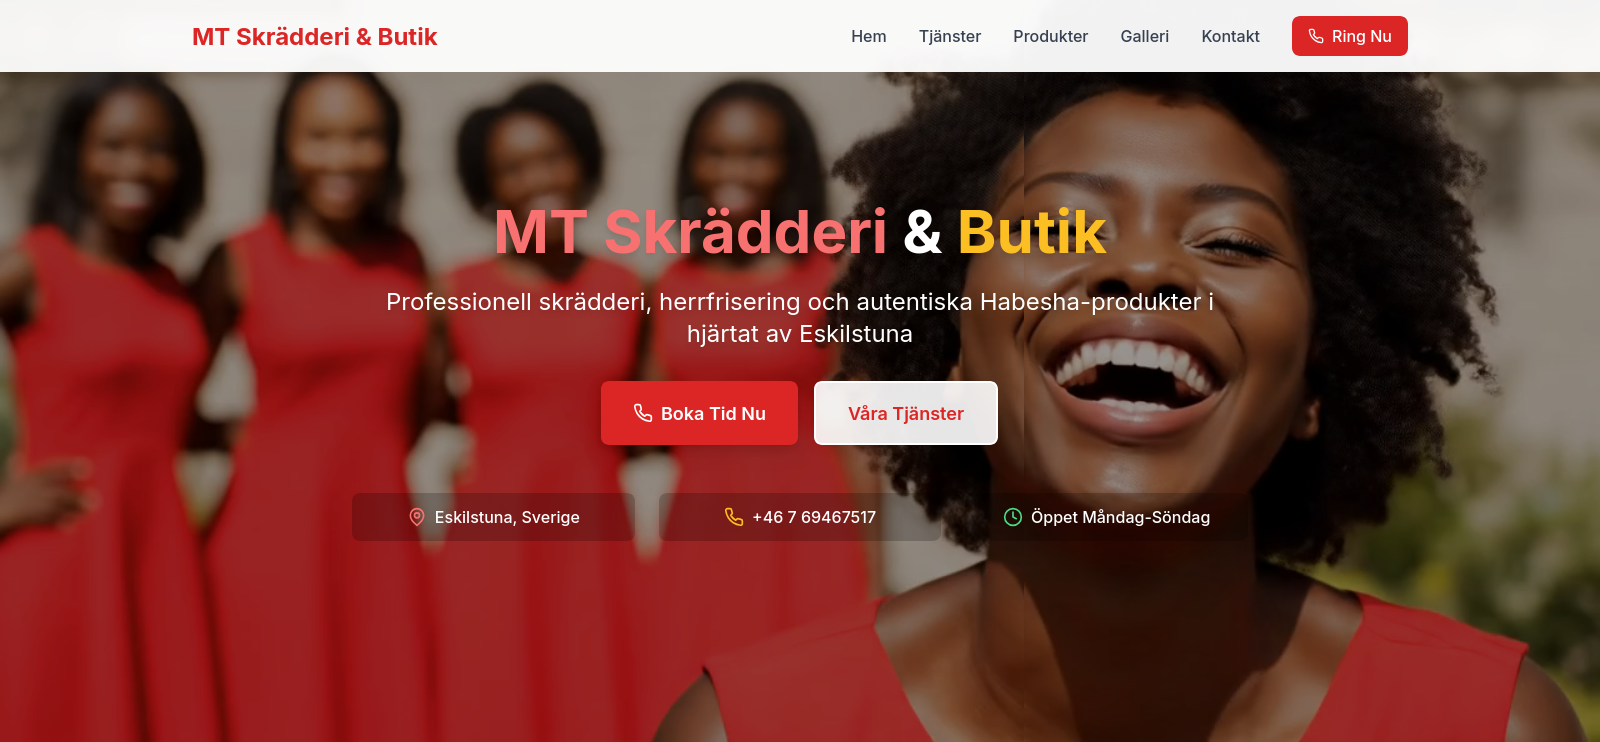 MT Skrädderi & Butik
Hem
Tjänster
Produkter
Galleri
Kontakt
Ring Nu
MT Skrädderi & Butik
Professionell skrädderi, herrfrisering och autentiska Habesha-produkter i
hjärtat av Eskilstuna
Boka Tid Nu
Våra Tjänster
Eskilstuna, Sverige
+46 7 69467517
Öppet Måndag-Söndag